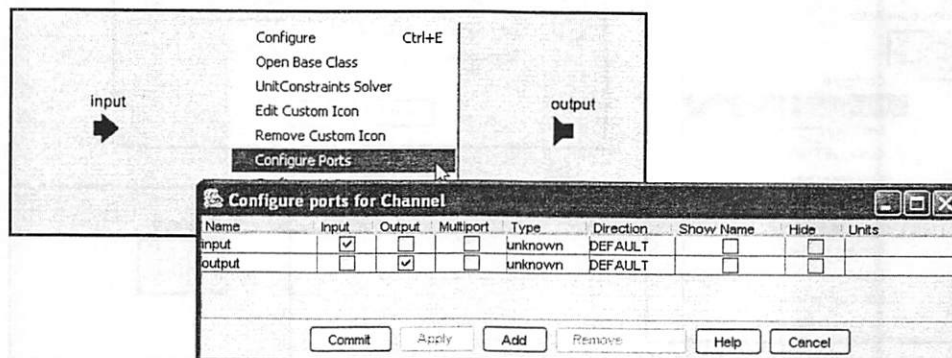 Configure Ctrl+E
Open Base Class
UnitConstraints Solver
Edit Custom Icon
Remove Custom Icon
Configure Ports
input
output
Configure ports for Channel
Name Input Output Multiport Type Direction Show Name Hide Units
input unknown DEFAULT
output unknown DEFAULT
Commit Apply Add Remove Help Cancel